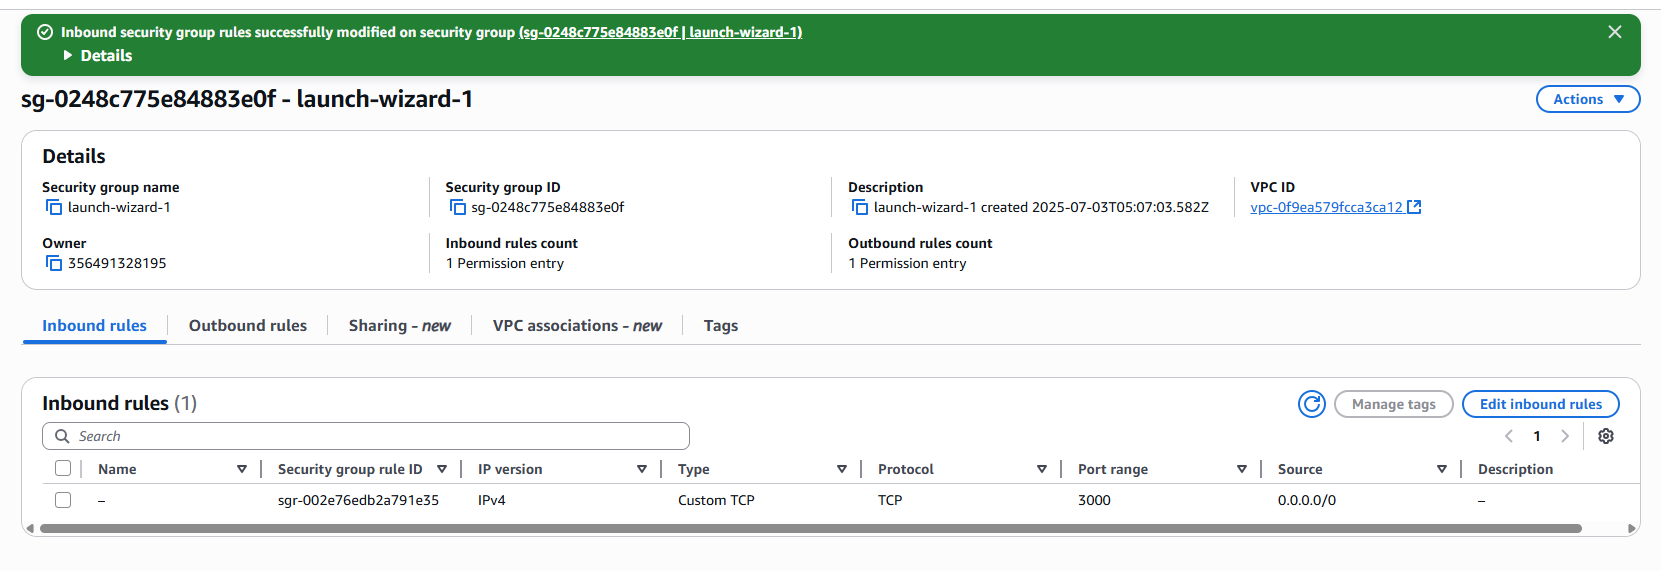 Inbound security group rules successfully modified on security group (sg-0248c775e84883e0f | launch-wizard-1)
Details
sg-0248c775e84883e0f - launch-wizard-1
Actions
Details
Security group name
launch-wizard-1
Security group ID
sg-0248c775e84883e0f
Description
launch-wizard-1 created 2025-07-03T05:07:03.582Z
VPC ID
vpc-0f9ea579fcca3ca12
Owner
356491328195
Inbound rules count
1 Permission entry
Outbound rules count
1 Permission entry
Inbound rules Outbound rules Sharing - new VPC associations - new Tags
Inbound rules (1)
Manage tags
Edit inbound rules
Search
1
Name Security group rule ID IP version Type Protocol Port range Source Description
– sgr-002e76edb2a791e35 IPv4 Custom TCP TCP 3000 0.0.0.0/0 –